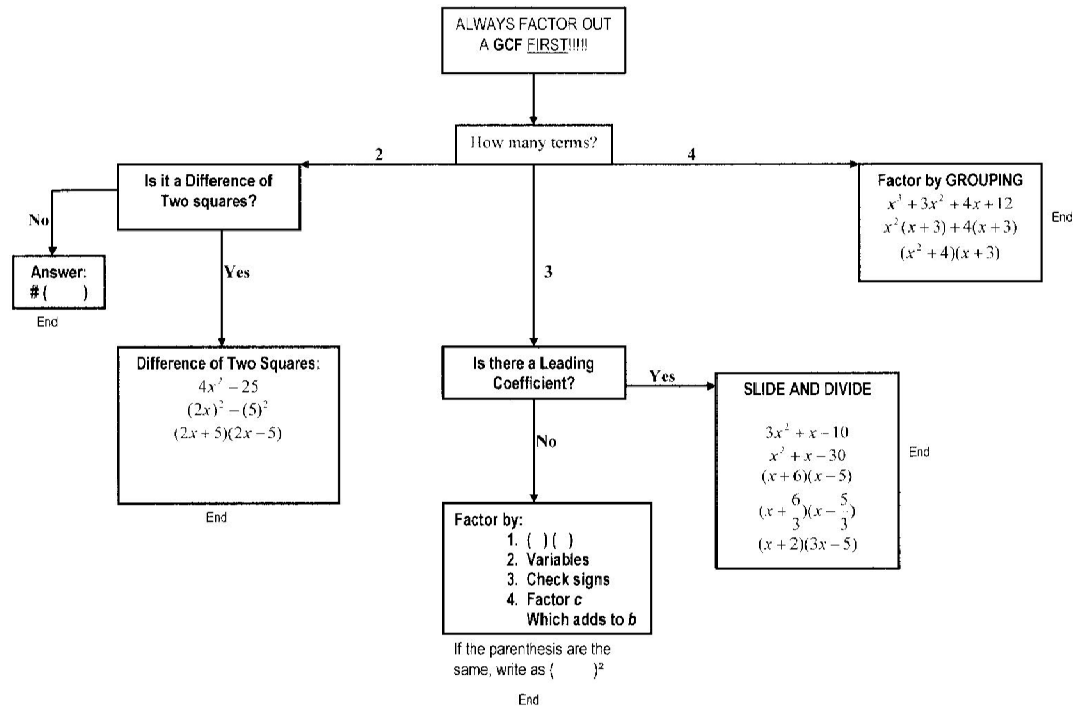 ALWAYS FACTOR OUT
A GCF FIRST!!!!!
How many terms?
2
4
Is it a Difference of
Two squares?
No
Answer:
# ( )
End
Yes
Difference of Two Squares:
4x² − 25
(2x)² − (5)²
(2x + 5)(2x − 5)
End
3
Is there a Leading
Coefficient?
Yes
No
Factor by:
1. ( ) ( )
2. Variables
3. Check signs
4. Factor c
Which adds to b
If the parenthesis are the
same, write as ( )²
End
SLIDE AND DIVIDE
3x² + x − 10
x² + x − 30
(x + 6)(x − 5)
(x + 6/3)(x − 5/3)
(x + 2)(3x − 5)
End
Factor by GROUPING
x³ + 3x² + 4x + 12
x²(x + 3) + 4(x + 3)
(x² + 4)(x + 3)
End